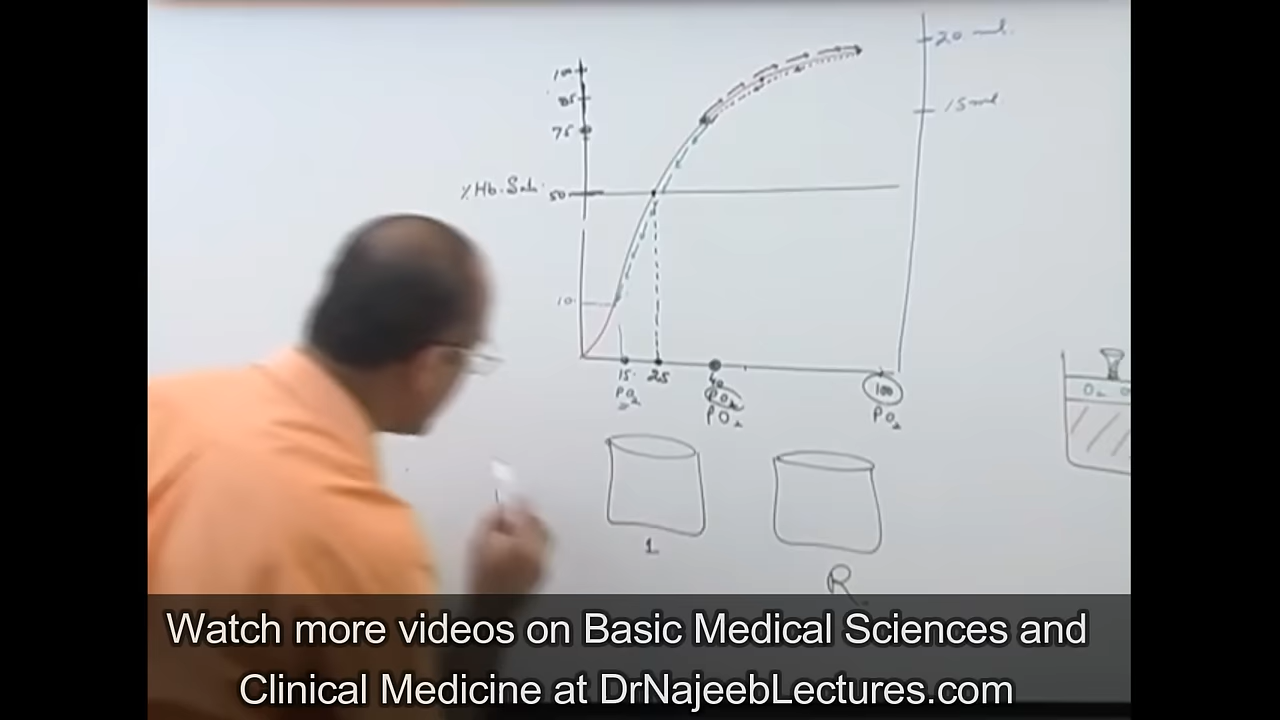 20 ml
100
85
15 ml
75
% Hb. Sat.
50
10
15
25
40
100
PO₂
PO₂
PO₂
PO₂
O₂
L
R
Watch more videos on Basic Medical Sciences and
Clinical Medicine at DrNajeebLectures.com